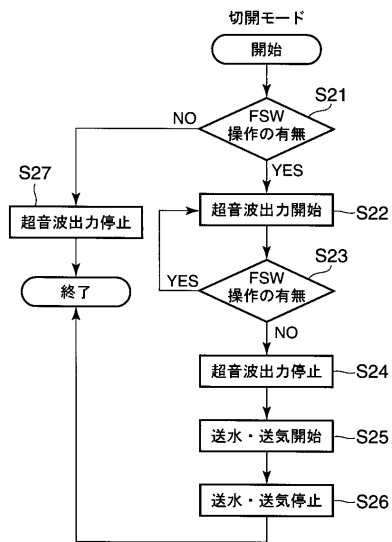 切開モード
開始
S21
FSW
操作の有無
NO
YES
S27
超音波出力停止
超音波出力開始
S22
S23
終了
YES
FSW
操作の有無
NO
超音波出力停止
S24
送水・送気開始
S25
送水・送気停止
S26